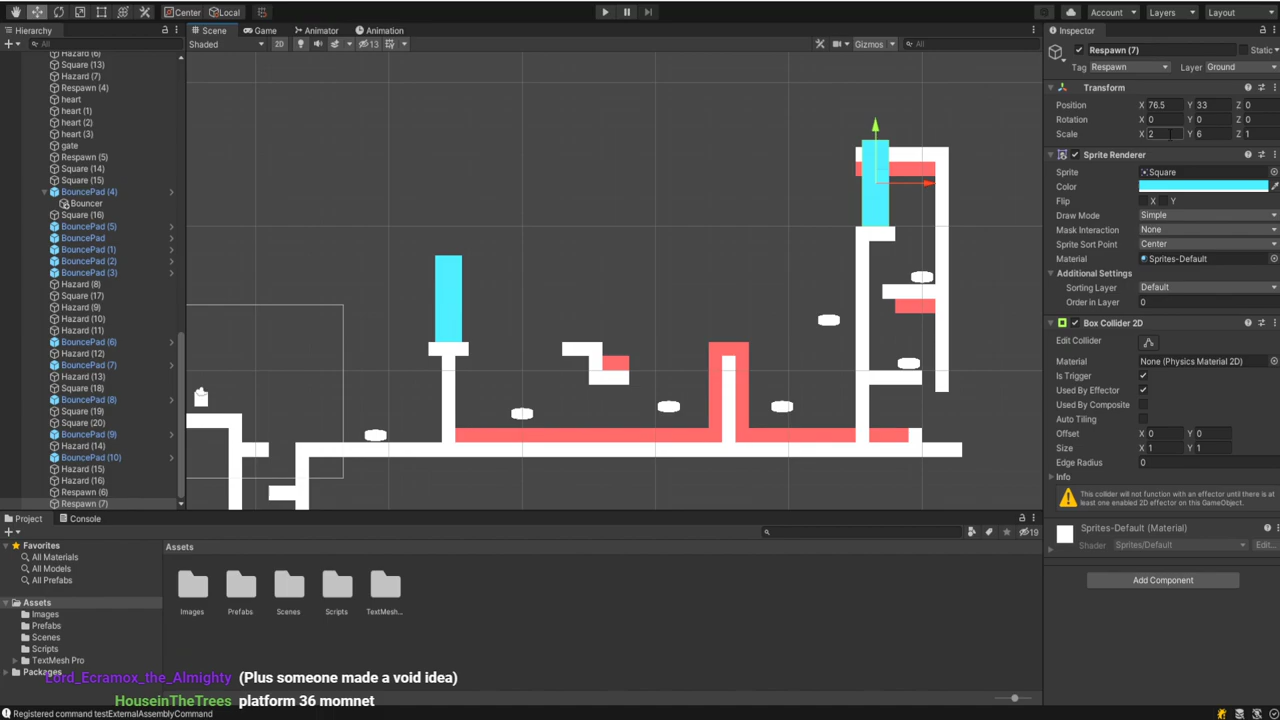 Center
Local
Account
Layers
Layout
Hierarchy
Scene
Game
Animator
Animation
Inspector
All
Shaded
2D
13
Gizmos
All
Hazard (6)
Square (13)
Hazard (7)
Respawn (4)
heart
heart (1)
heart (2)
heart (3)
gate
Respawn (5)
Square (14)
Square (15)
BouncePad (4)
Bouncer
Square (16)
BouncePad (5)
BouncePad
BouncePad (1)
BouncePad (2)
BouncePad (3)
Hazard (8)
Square (17)
Hazard (9)
Hazard (10)
Hazard (11)
BouncePad (6)
Hazard (12)
BouncePad (7)
Hazard (13)
Square (18)
BouncePad (8)
Square (19)
Square (20)
BouncePad (9)
Hazard (14)
BouncePad (10)
Hazard (15)
Hazard (16)
Respawn (6)
Respawn (7)
Respawn (7)
Static
Tag Respawn Layer Ground
Transform
Position X 76.5 Y 33 Z 0
Rotation X 0 Y 0 Z 0
Scale X 2 Y 6 Z 1
Sprite Renderer
Sprite Square
Color
Flip X Y
Draw Mode Simple
Mask Interaction None
Sprite Sort Point Center
Material Sprites-Default
Additional Settings
Sorting Layer Default
Order in Layer 0
Box Collider 2D
Edit Collider
Material None (Physics Material 2D)
Is Trigger
Used By Effector
Used By Composite
Auto Tiling
Offset X 0 Y 0
Size X 1 Y 1
Edge Radius 0
Info
This collider will not function with an effector until there is at least one enabled 2D effector on this GameObject.
Sprites-Default (Material)
Shader Sprites/Default Edit...
Add Component
Project
Console
19
Favorites
All Materials
All Models
All Prefabs
Assets
Images
Prefabs
Scenes
Scripts
TextMesh Pro
Packages
Assets
Images
Prefabs
Scenes
Scripts
TextMesh...
Lord_Ecramox_the_Almighty (Plus someone made a void idea)
HouseinTheTrees platform 36 momnet
Registered command testExternalAssemblyCommand